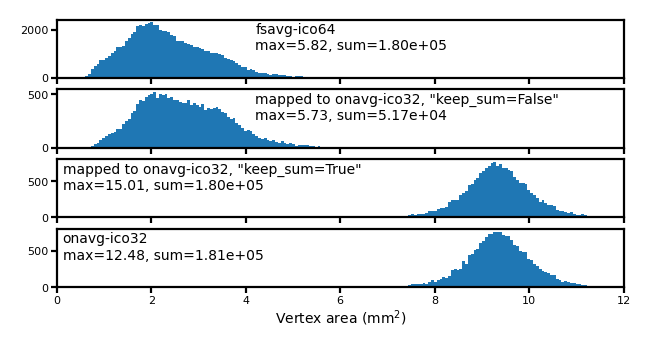 2000
0
fsavg-ico64
max=5.82, sum=1.80e+05
500
0
mapped to onavg-ico32, "keep_sum=False"
max=5.73, sum=5.17e+04
500
0
mapped to onavg-ico32, "keep_sum=True"
max=15.01, sum=1.80e+05
500
0
onavg-ico32
max=12.48, sum=1.81e+05
0 2 4 6 8 10 12
Vertex area (mm²)